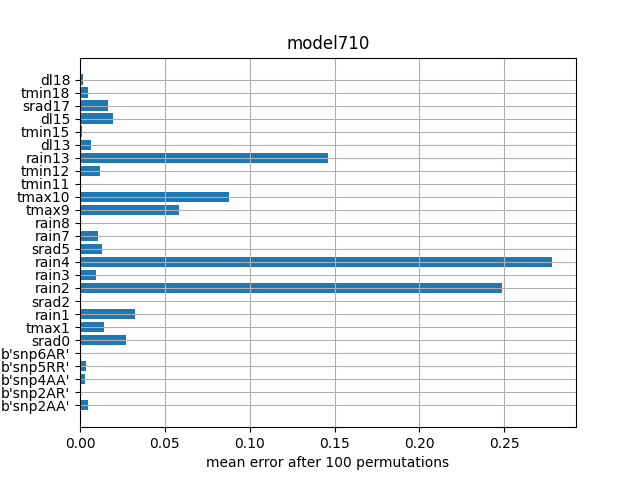 model710
dl18
tmin18
srad17
dl15
tmin15
dl13
rain13
tmin12
tmin11
tmax10
tmax9
rain8
rain7
srad5
rain4
rain3
rain2
srad2
rain1
tmax1
srad0
b'snp6AR'
b'snp5RR'
b'snp4AA'
b'snp2AR'
b'snp2AA'
0.00 0.05 0.10 0.15 0.20 0.25
mean error after 100 permutations